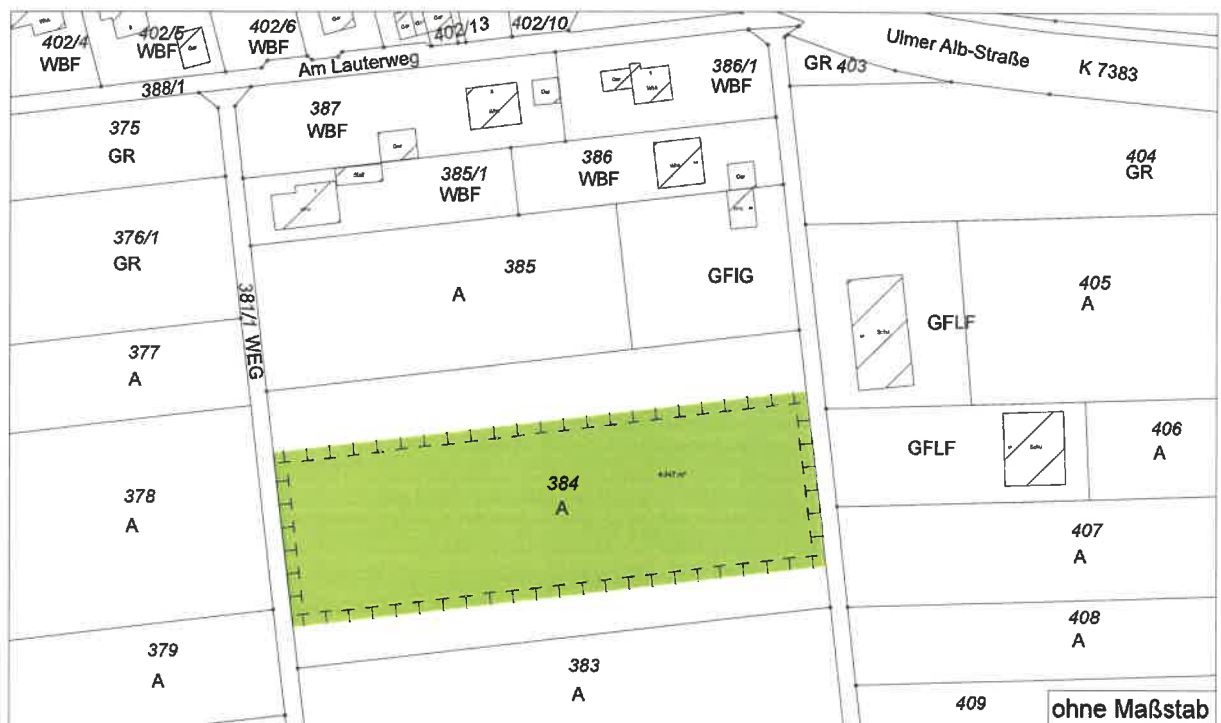 402/4
WBF
402/5
WBF
402/6
WBF
402/13
402/10
Am Lauterweg
388/1
Ulmer Alb-Straße
K 7383
GR 403
386/1
WBF
387
WBF
375
GR
404
GR
385/1
WBF
386
WBF
376/1
GR
385
A
GFIG
405
A
GFLF
381/1 WEG
377
A
406
A
GFLF
384
A
378
A
407
A
408
A
379
A
383
A
409
ohne Maßstab